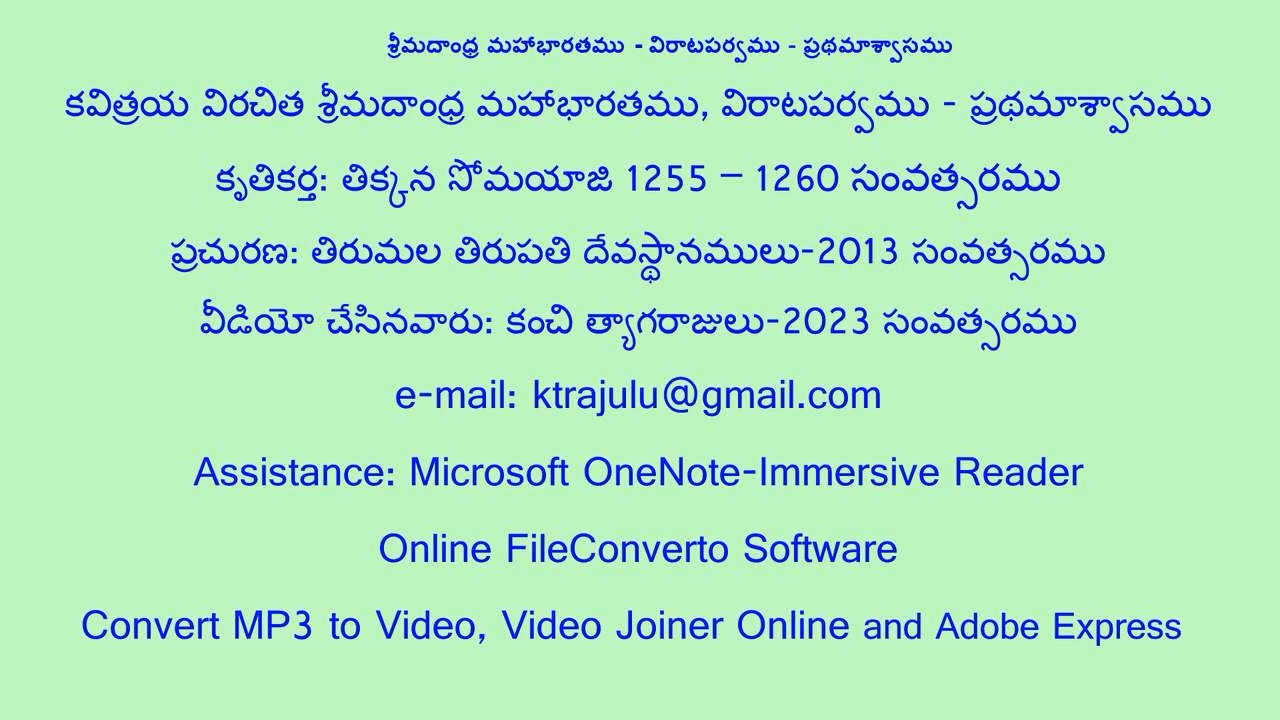 శ్రీమదాంధ్ర మహాభారతము - విరాటపర్వము - ప్రథమాశ్వాసము
కవిత్రయ విరచిత శ్రీమదాంధ్ర మహాభారతము, విరాటపర్వము - ప్రథమాశ్వాసము
కృతికర్త: తిక్కన సోమయాజి 1255 – 1260 సంవత్సరము
ప్రచురణ: తిరుమల తిరుపతి దేవస్థానములు-2013 సంవత్సరము
వీడియో చేసినవారు: కంచి త్యాగరాజులు-2023 సంవత్సరము
e-mail: ktrajulu@gmail.com
Assistance: Microsoft OneNote-Immersive Reader
Online FileConverto Software
Convert MP3 to Video, Video Joiner Online and Adobe Express